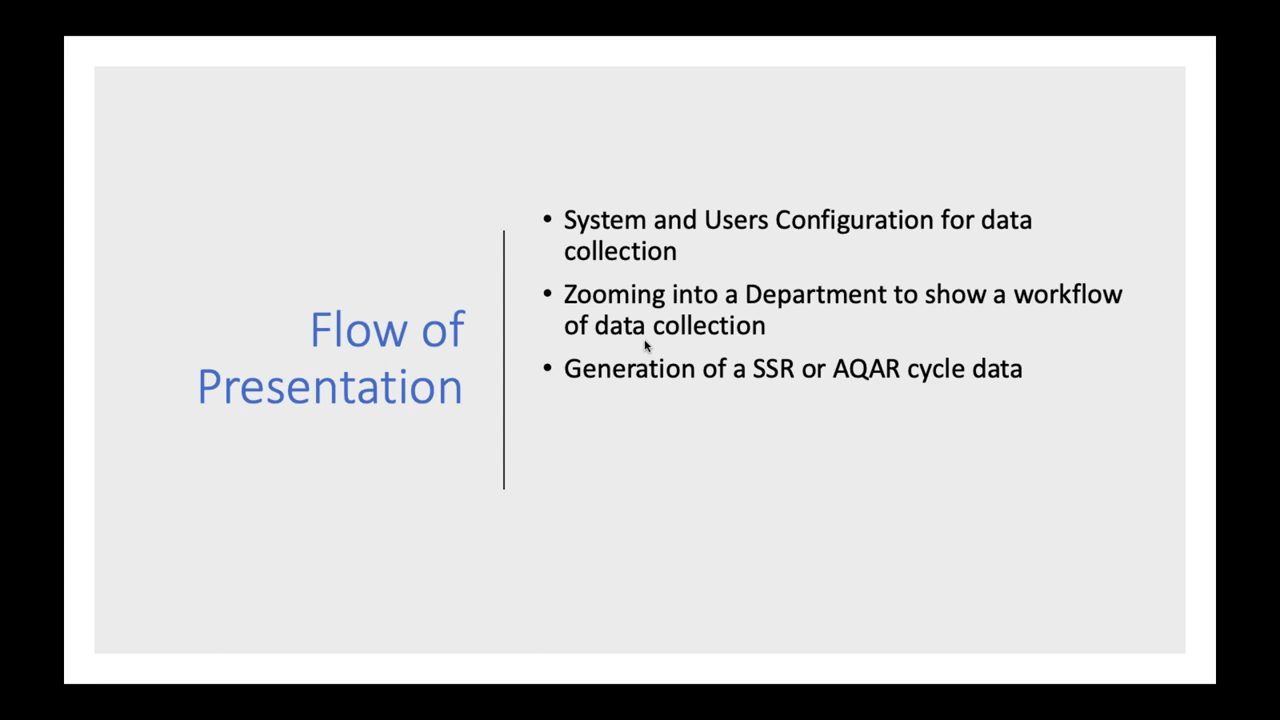 Flow of
Presentation
• System and Users Configuration for data
collection
• Zooming into a Department to show a workflow
of data collection
• Generation of a SSR or AQAR cycle data